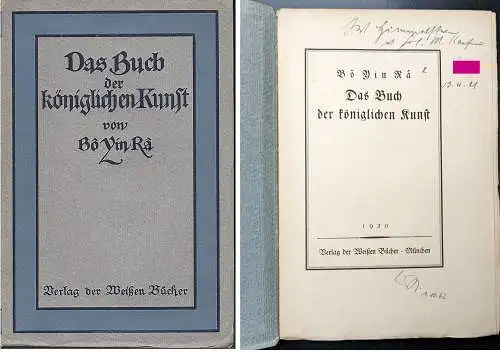 Das Buch
der
königlichen Kunst
von
Bô Yin Râ
Verlag der Weißen Bücher
Bô Yin Râ
Das Buch
der königlichen Kunst
1920
Verlag der Weißen Bücher - München